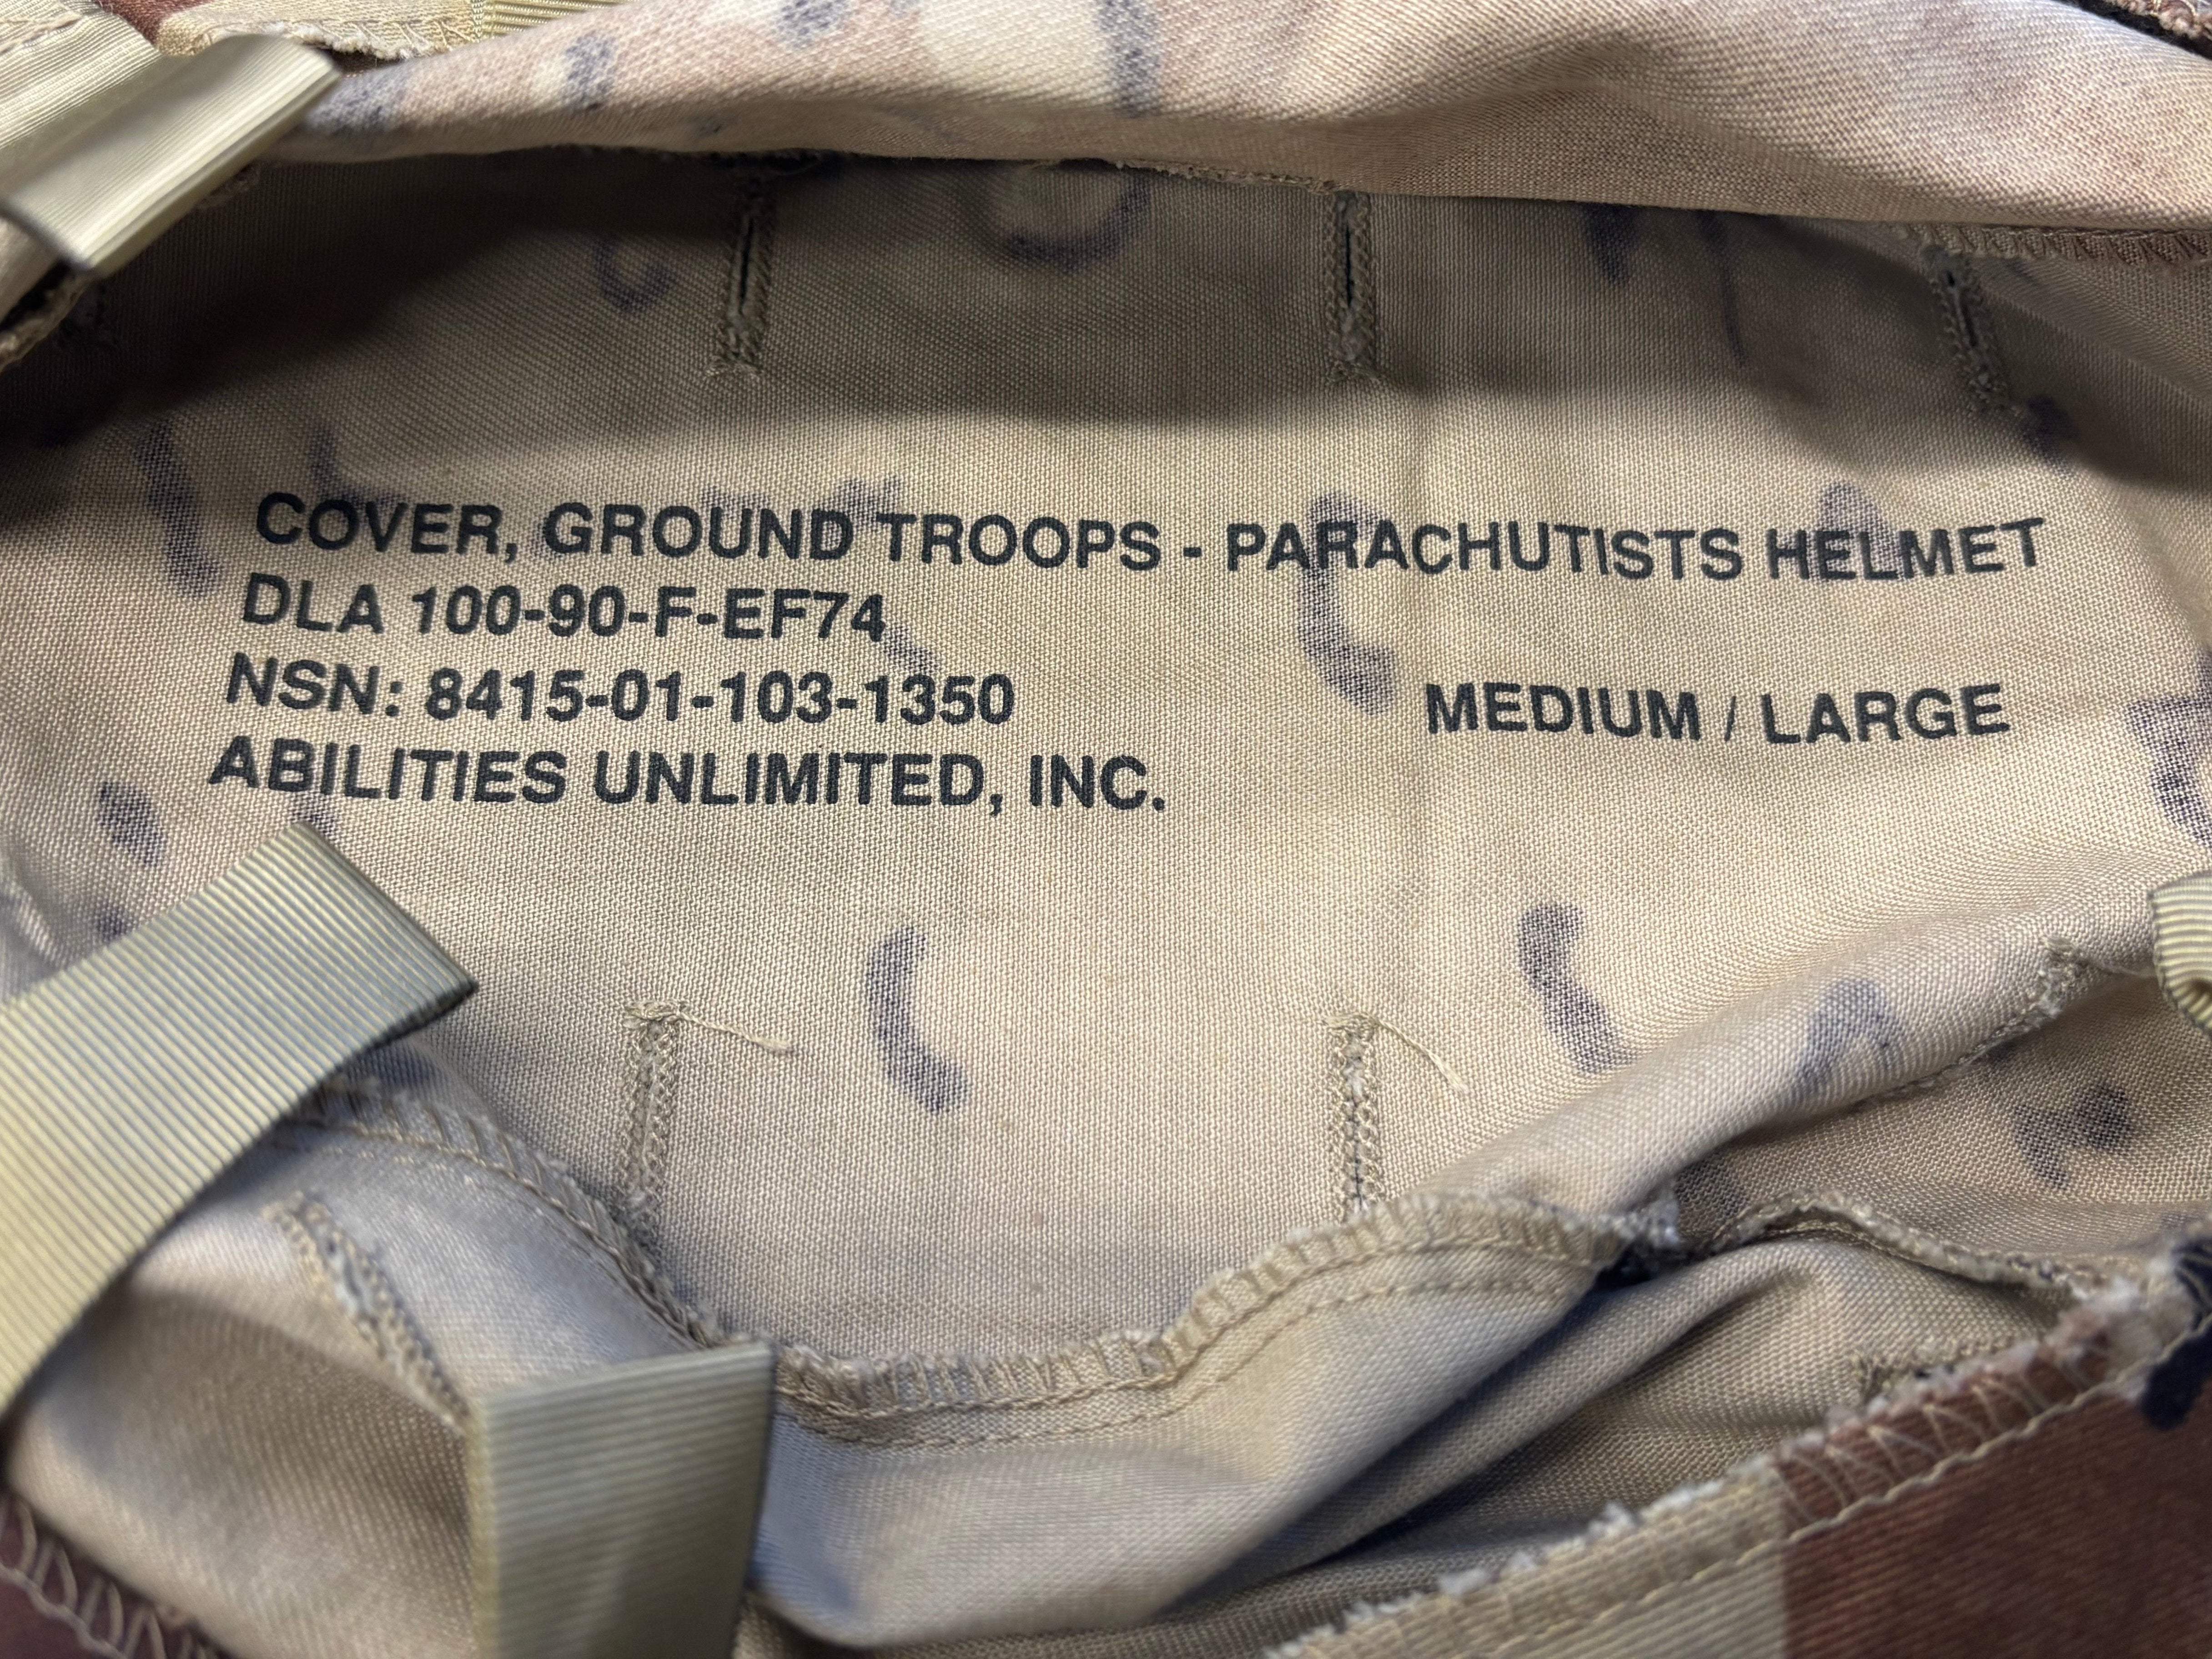 COVER, GROUND TROOPS - PARACHUTISTS HELMET
DLA 100-90-F-EF74
NSN: 8415-01-103-1350 MEDIUM / LARGE
ABILITIES UNLIMITED, INC.